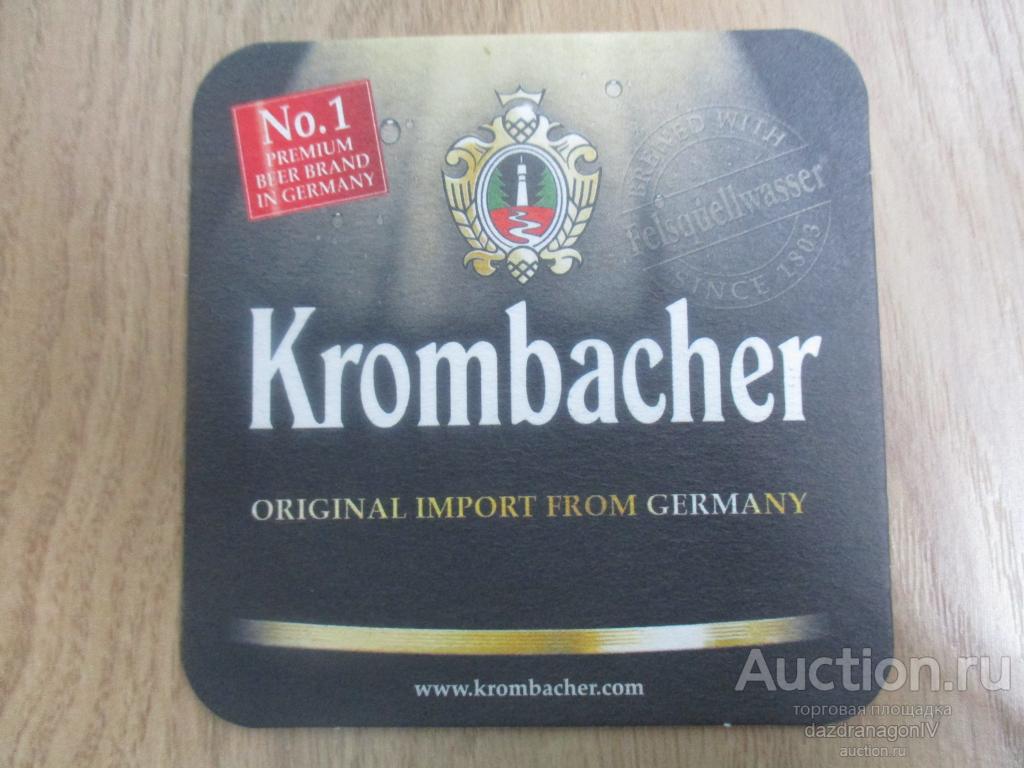 No.1
PREMIUM
BEER BRAND
IN GERMANY
BREWED WITH
Felsquellwasser
SINCE 1803
Krombacher
ORIGINAL IMPORT FROM GERMANY
www.krombacher.com
Auction.ru
торговая площадка
dazdranagonIV
auction.ru